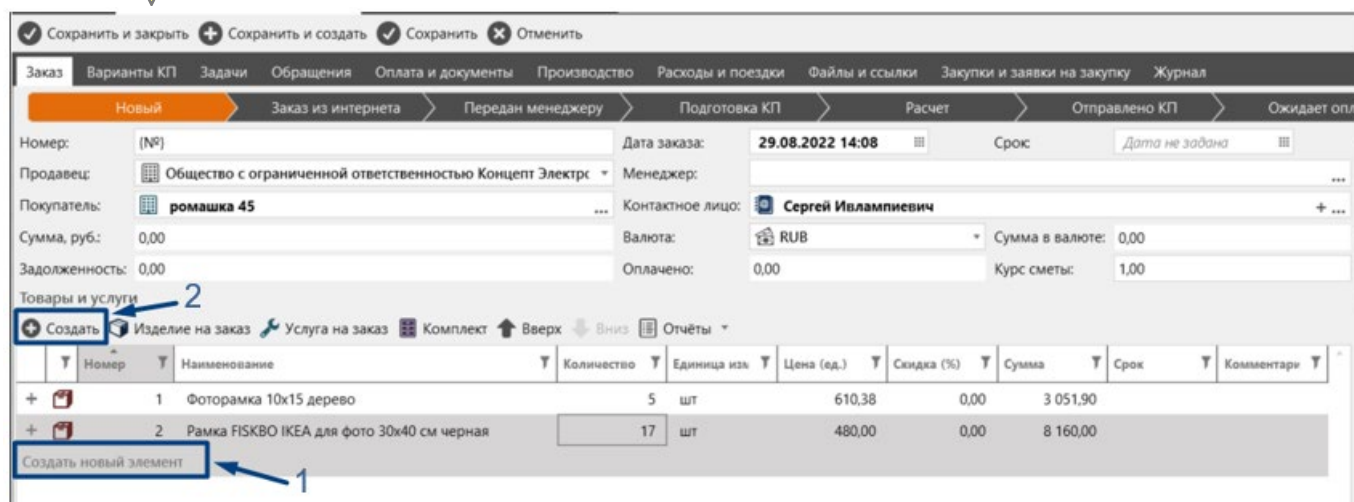 Сохранить и закрыть Сохранить и создать Сохранить Отменить
Заказ Варианты КП Задачи Обращения Оплата и документы Производство Расходы и поездки Файлы и ссылки Закупки и заявки на закупку Журнал
Новый Заказ из интернета Передан менеджеру Подготовка КП Расчет Отправлено КП Ожидает опл
Номер: (№) Дата заказа: 29.08.2022 14:08 Срок: Дата не задана
Продавец: Общество с ограниченной ответственностью Концепт Электрс Менеджер: ...
Покупатель: ромашка 45 ... Контактное лицо: Сергей Ивлампиевич + ...
Сумма, руб.: 0,00 Валюта: RUB Сумма в валюте: 0,00
Задолженность: 0,00 Оплачено: 0,00 Курс сметы: 1,00
Товары и услуги 2
Создать Изделие на заказ Услуга на заказ Комплект Вверх Вниз Отчёты
Номер Наименование Количество Единица изм Цена (ед.) Скидка (%) Сумма Срок Комментари
+ 1 Фоторамка 10x15 дерево 5 шт 610,38 0,00 3 051,90
+ 2 Рамка FISKBO IKEA для фото 30x40 см черная 17 шт 480,00 0,00 8 160,00
Создать новый элемент
1